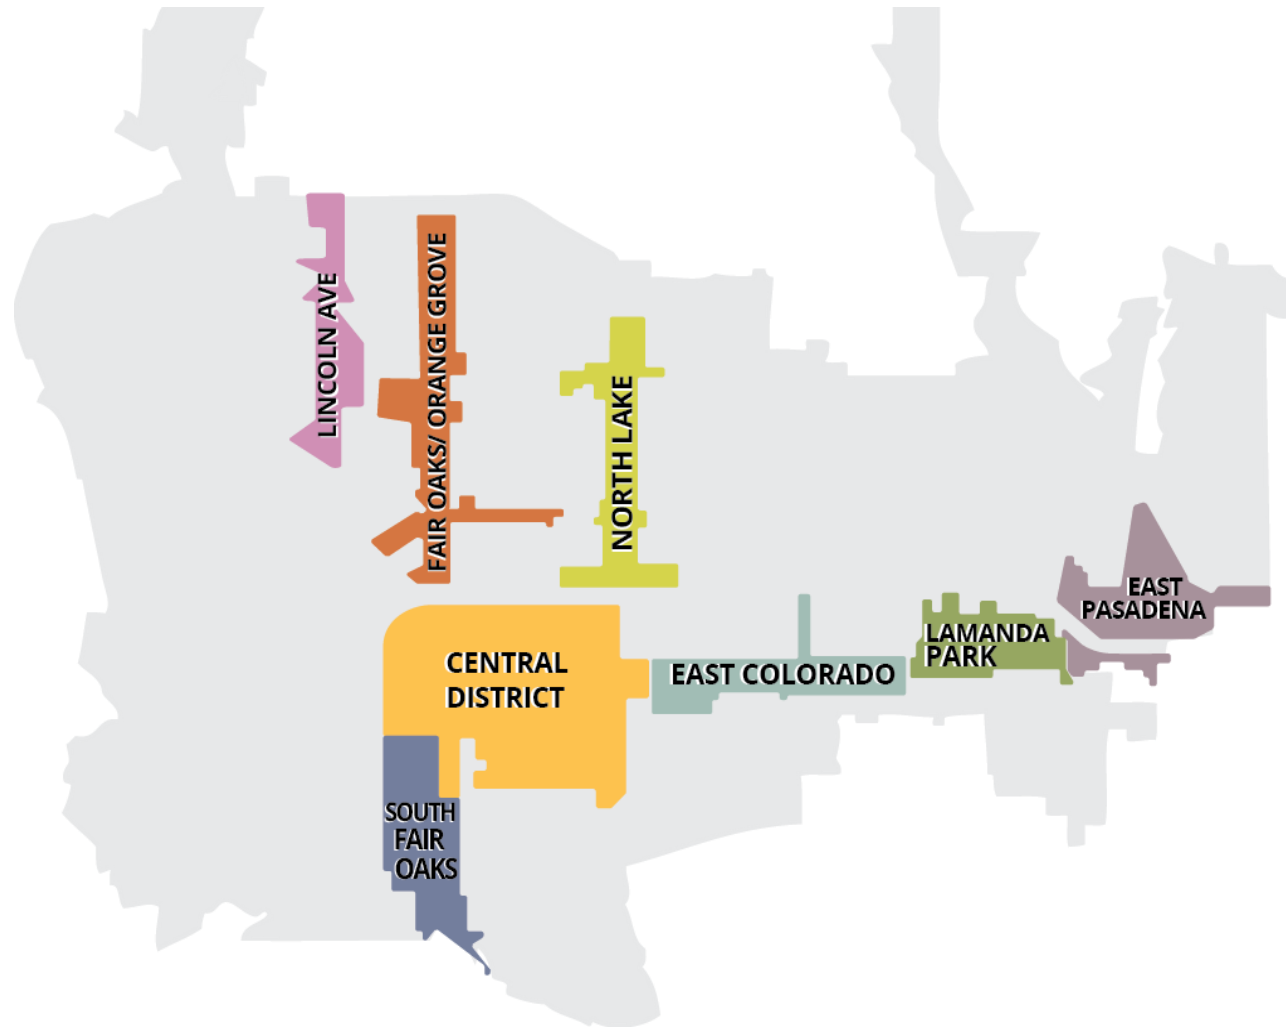 LINCOLN AVE
FAIR OAKS/ ORANGE GROVE
NORTH LAKE
CENTRAL
DISTRICT
EAST COLORADO
LAMANDA
PARK
EAST
PASADENA
SOUTH
FAIR
OAKS